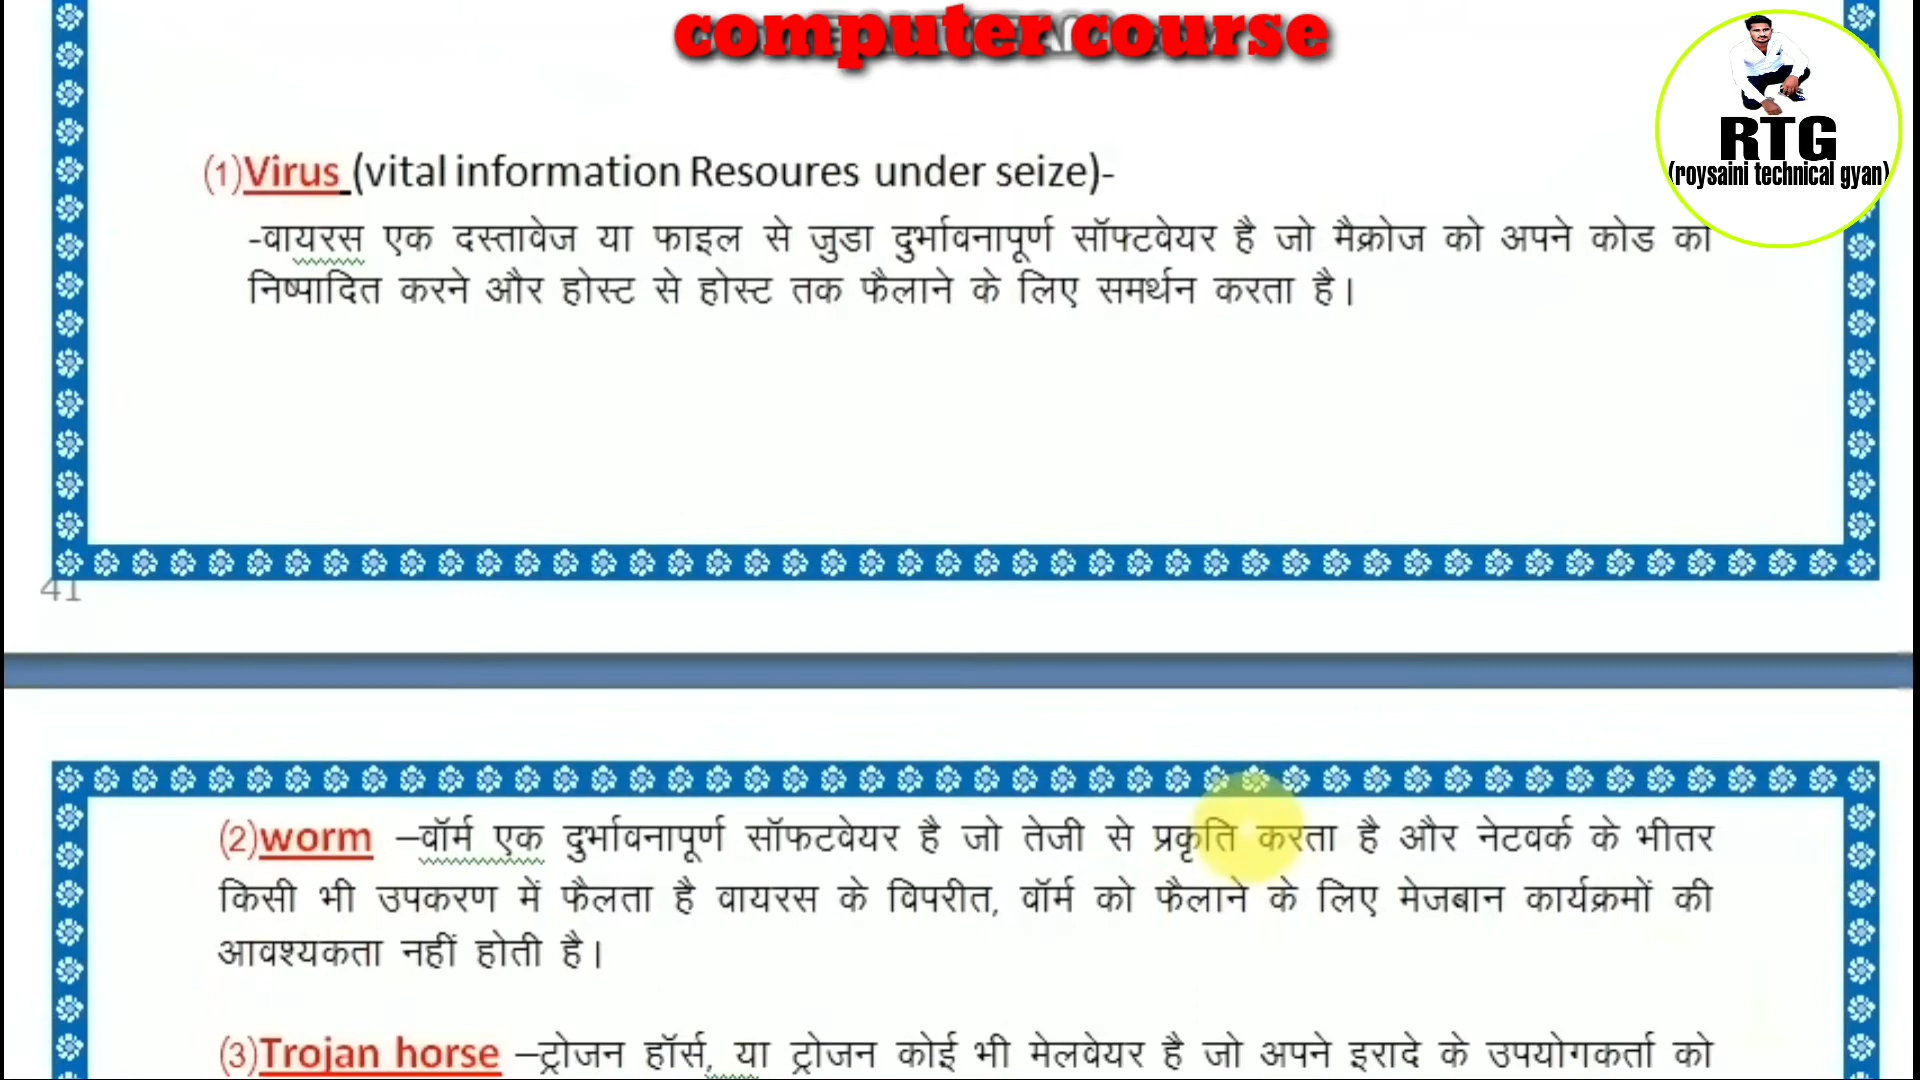 computer course
RTG
(roysaini technical gyan)
(1)Virus (vital information Resoures under seize)-
-वायरस एक दस्तावेज या फाइल से जुडा दुर्भावनापूर्ण सॉफ्टवेयर है जो मैक्रोज को अपने कोड को
निष्पादित करने और होस्ट से होस्ट तक फैलाने के लिए समर्थन करता है।
41
(2)worm –वॉर्म एक दुर्भावनापूर्ण सॉफटवेयर है जो तेजी से प्रकृति करता है और नेटवर्क के भीतर
किसी भी उपकरण में फैलता है वायरस के विपरीत, वॉर्म को फैलाने के लिए मेजबान कार्यक्रमों की
आवश्यकता नहीं होती है।
(3)Trojan horse –ट्रोजन हॉर्स, या ट्रोजन कोई भी मेलवेयर है जो अपने इरादे के उपयोगकर्ता को